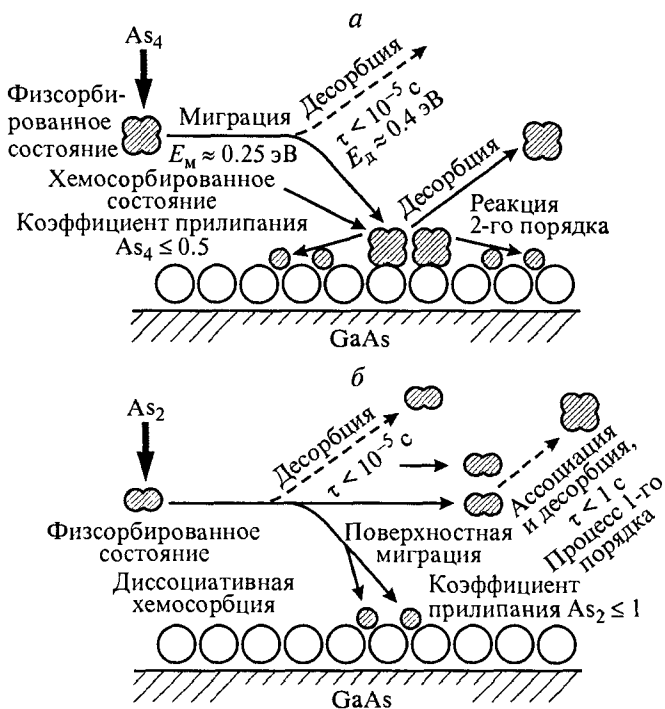 а
As4
Десорбция
τ < 10⁻⁵ с
Eд ≈ 0.4 эВ
Физсорби-
рованное
состояние
Миграция
Eм ≈ 0.25 эВ
Хемосорбированное
состояние
Коэффициент прилипания
As4 ≤ 0.5
Десорбция
Реакция
2-го порядка
GaAs
б
As2
Десорбция
τ < 10⁻⁵ с
Ассоциация
и десорбция,
τ < 1 с
Процесс 1-го
порядка
Физсорбированное
состояние
Поверхностная
миграция
Диссоциативная
хемосорбция
Коэффициент
прилипания As2 ≤ 1
GaAs